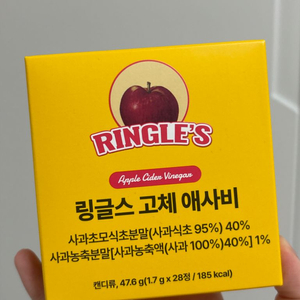 RINGLE'S
Apple Cider Vinegar
링글스 고체 애사비
사과초모식초분말(사과식초 95%) 40%
사과농축분말[사과농축액(사과 100%)40%] 1%
캔디류, 47.6 g(1.7 g x 28정 / 185 kcal)